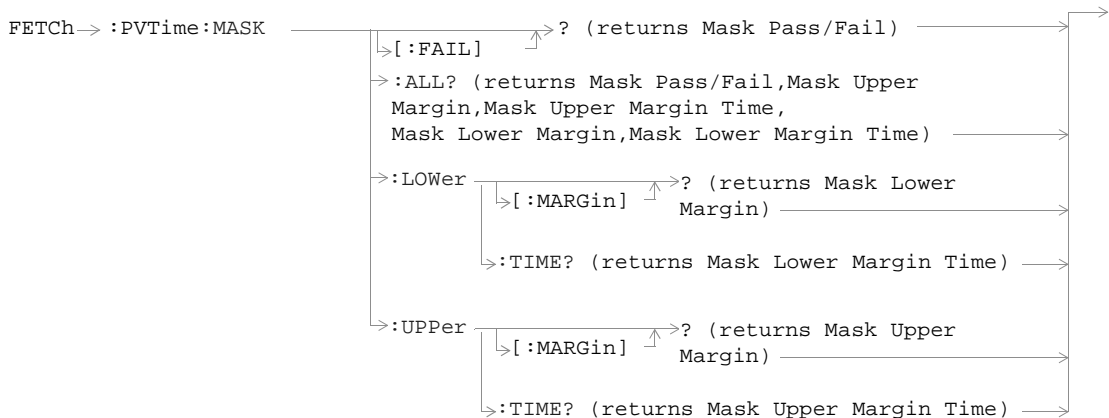 FETCh :PVTime:MASK ? (returns Mask Pass/Fail)
[:FAIL]
:ALL? (returns Mask Pass/Fail,Mask Upper
Margin,Mask Upper Margin Time,
Mask Lower Margin,Mask Lower Margin Time)
:LOWer ? (returns Mask Lower
[:MARGin] Margin)
:TIME? (returns Mask Lower Margin Time)
:UPPer ? (returns Mask Upper
[:MARGin] Margin)
:TIME? (returns Mask Upper Margin Time)